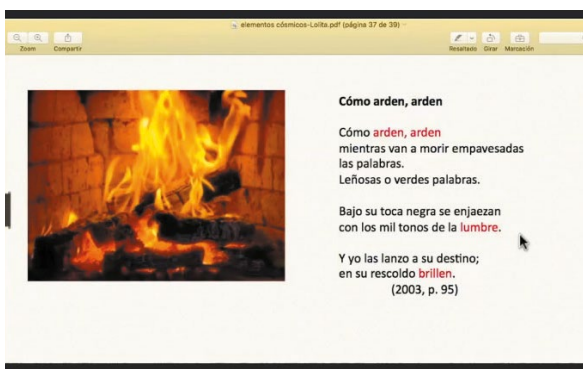 elementos cósmicos-Lolita.pdf (página 37 de 39)
Zoom
Compartir
Resaltado
Girar
Marcación
Cómo arden, arden
Cómo arden, arden
mientras van a morir empavesadas
las palabras.
Leñosas o verdes palabras.
Bajo su toca negra se enjaezan
con los mil tonos de la lumbre.
Y yo las lanzo a su destino;
en su rescoldo brillen.
(2003, p. 95)